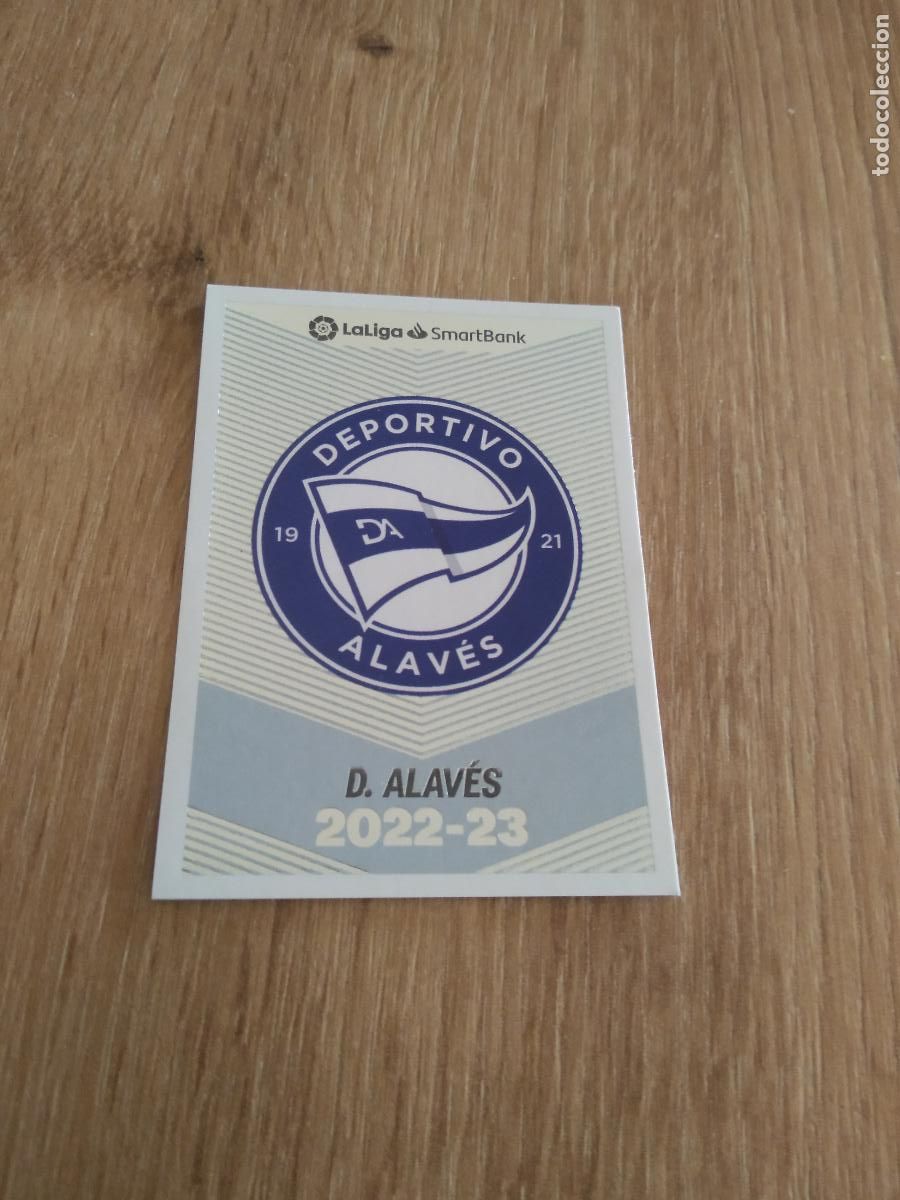 todocoleccion
LaLiga SmartBank
DEPORTIVO
19 21
DA
ALAVÉS
D. ALAVÉS
2022-23